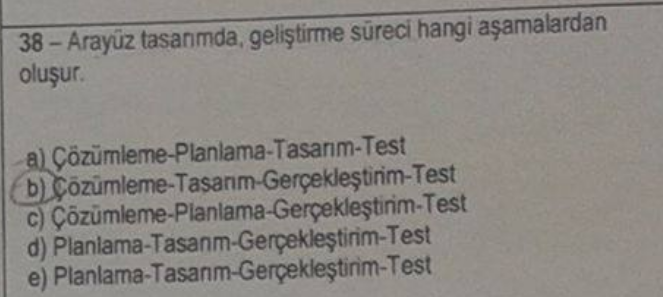 38 – Arayüz tasarımda, geliştirme süreci hangi aşamalardan
oluşur.
a) Çözümleme-Planlama-Tasarım-Test
b) Çözümleme-Tasarım-Gerçekleştirim-Test
c) Çözümleme-Planlama-Gerçekleştirim-Test
d) Planlama-Tasarım-Gerçekleştirim-Test
e) Planlama-Tasarım-Gerçekleştirim-Test